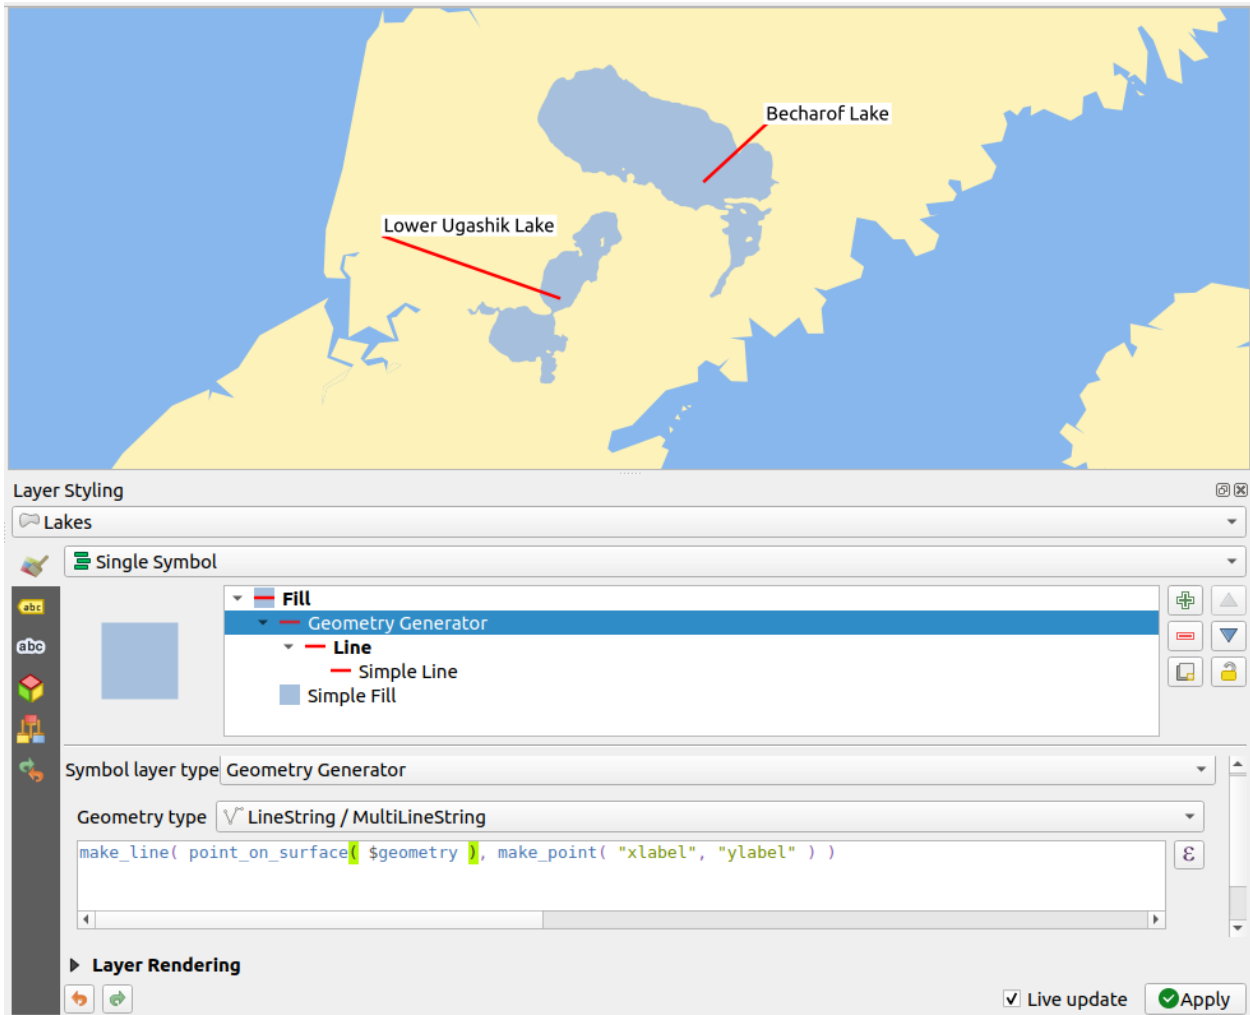 Becharof Lake
Lower Ugashik Lake
Layer Styling
Lakes
Single Symbol
abc
Fill
Geometry Generator
abc
Line
Simple Line
Simple Fill
Symbol layer type Geometry Generator
Geometry type LineString / MultiLineString
make_line( point_on_surface( $geometry ), make_point( "xlabel", "ylabel" ) )
ε
Layer Rendering
Live update Apply